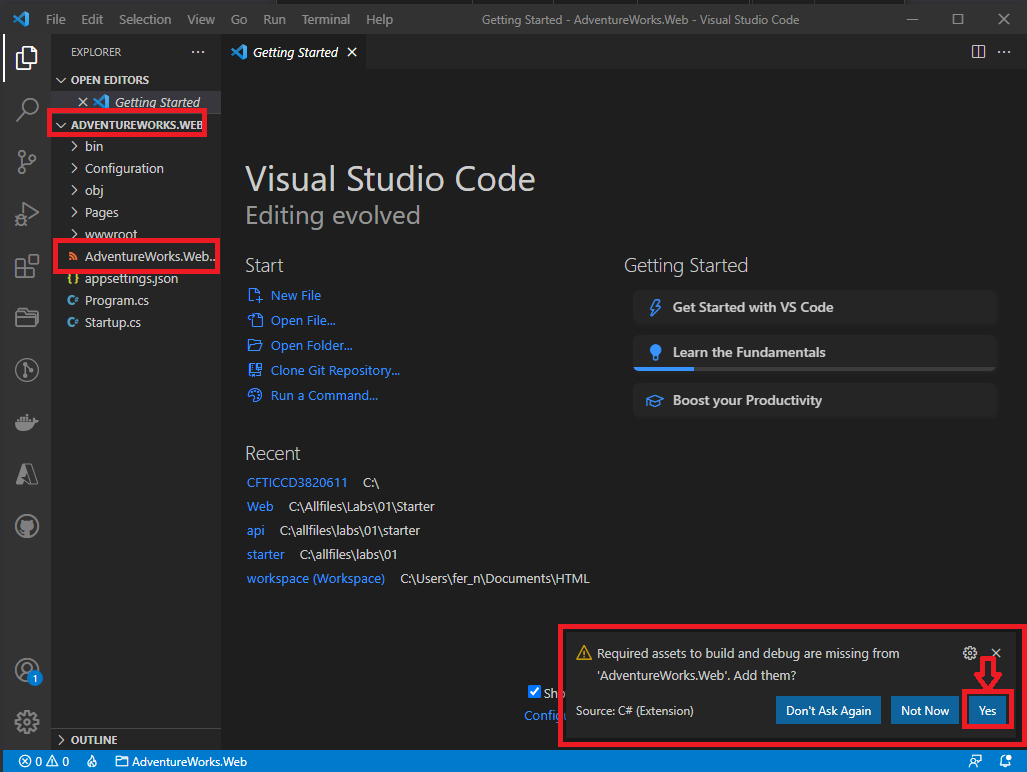 File Edit Selection View Go Run Terminal Help Getting Started - AdventureWorks.Web - Visual Studio Code
EXPLORER
Getting Started
OPEN EDITORS
Getting Started
ADVENTUREWORKS.WEB
bin
Configuration
obj
Pages
wwwroot
AdventureWorks.Web...
{} appsettings.json
C# Program.cs
C# Startup.cs
OUTLINE
Visual Studio Code
Editing evolved
Start
New File
Open File...
Open Folder...
Clone Git Repository...
Run a Command...
Recent
CFTICCD3820611 C:\
Web C:\Allfiles\Labs\01\Starter
api C:\allfiles\labs\01\starter
starter C:\allfiles\labs\01
workspace (Workspace) C:\Users\fer_n\Documents\HTML
Getting Started
Get Started with VS Code
Learn the Fundamentals
Boost your Productivity
Required assets to build and debug are missing from
'AdventureWorks.Web'. Add them?
Source: C# (Extension) Don't Ask Again Not Now Yes
1
0 0 AdventureWorks.Web